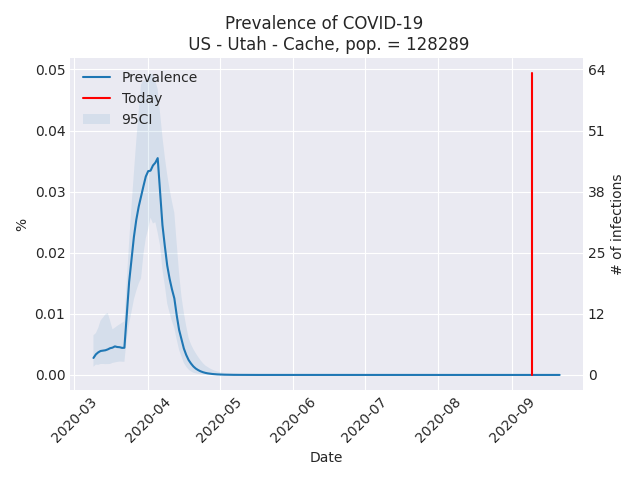 Prevalence of COVID-19
US - Utah - Cache, pop. = 128289
Prevalence
Today
95CI
0.05
0.04
0.03
0.02
0.01
0.00
%
64
51
38
25
12
0
# of infections
2020-03
2020-04
2020-05
2020-06
2020-07
2020-08
2020-09
Date